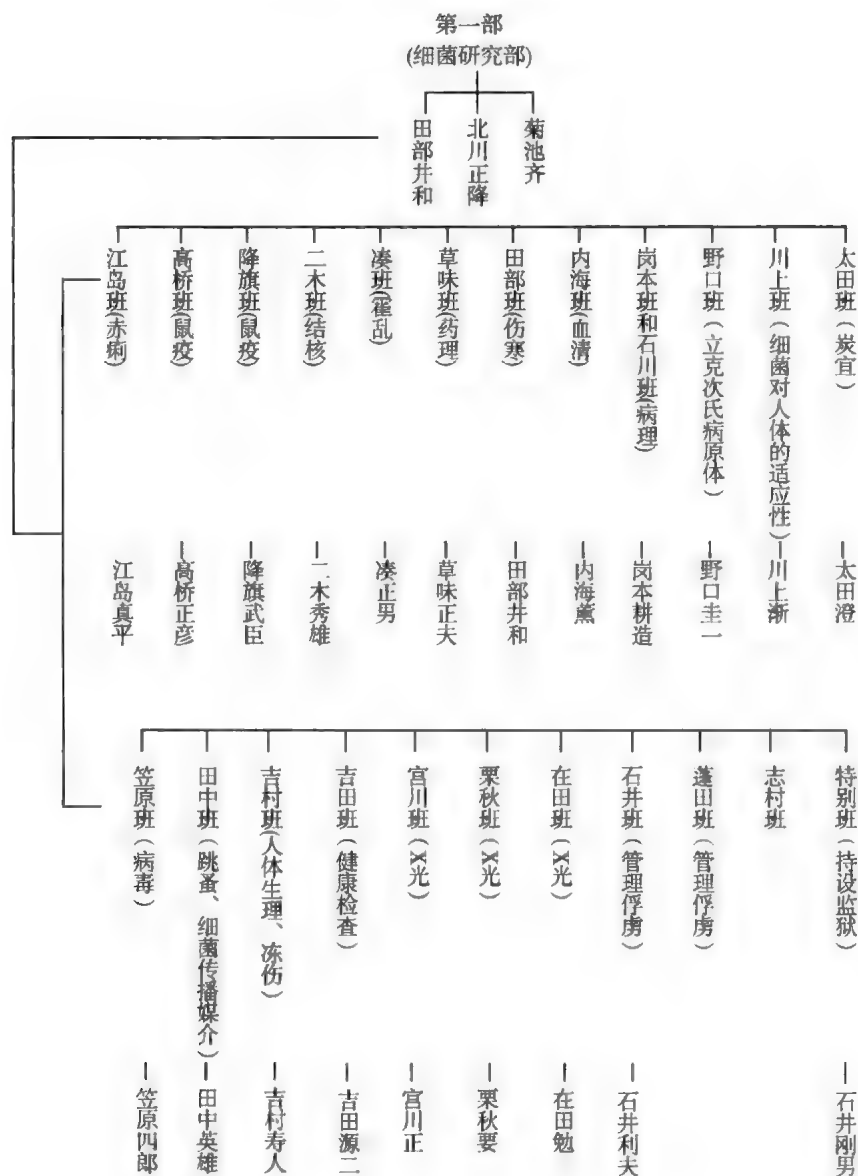 第一部
(细菌研究部)
田部井和
北川正降
菊池齐
江岛班(赤痢)
高桥班(鼠疫)
降旗班(鼠疫)
二木班(结核)
凑班(霍乱)
草味班(药理)
田部班(伤寒)
内海班(血清)
岗本班和石川班(病理)
野口班(立克次氏病原体)
川上班(细菌对人体的适应性)
太田班(炭宜)
江岛真平
高桥正彦
降旗武臣
二木秀雄
凑正男
草味正夫
田部井和
内海薰
岗本耕造
野口圭一
川上渐
太田澄
笠原班(病毒)
田中班(跳蚤、细菌传播媒介)
吉村班(人体生理、冻伤)
吉田班(健康检查)
宫川班(X光)
栗秋班(X光)
在田班(X光)
石井班(管理俘虏)
蓬田班(管理俘虏)
志村班
特别班(持设监狱)
笠原四郎
田中英雄
吉村寿人
吉田源二
宫川正
栗秋要
在田勉
石井利夫
石井刚男